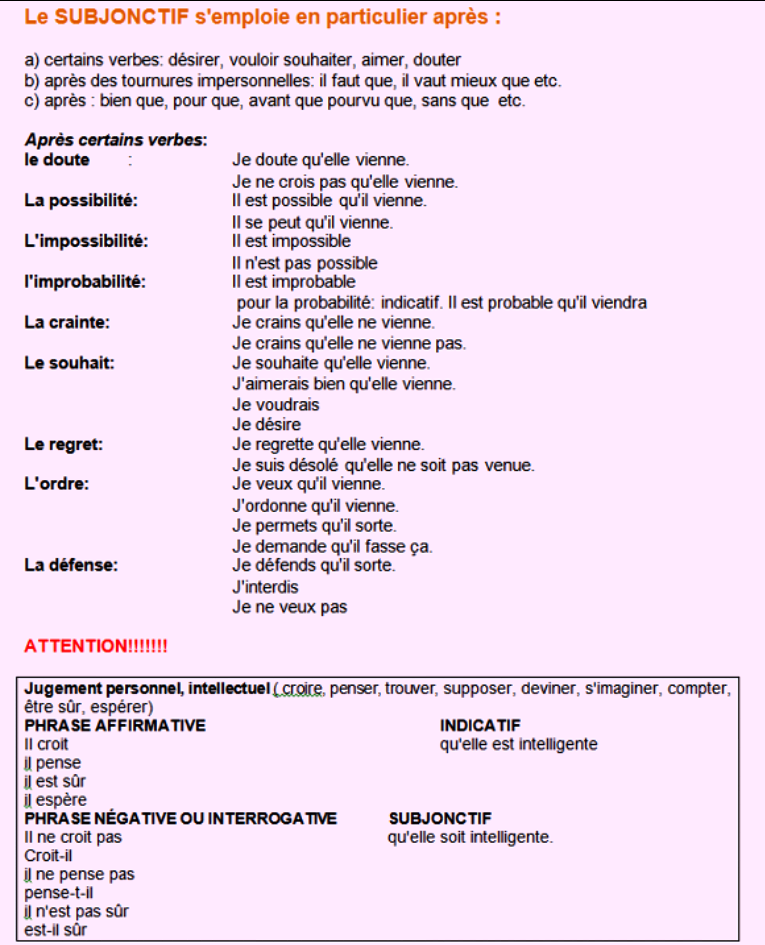 Le SUBJONCTIF s'emploie en particulier après :
a) certains verbes: désirer, vouloir souhaiter, aimer, douter
b) après des tournures impersonnelles: il faut que, il vaut mieux que etc.
c) après : bien que, pour que, avant que pourvu que, sans que etc.
Après certains verbes:
le doute : Je doute qu'elle vienne.
Je ne crois pas qu'elle vienne.
La possibilité: Il est possible qu'il vienne.
Il se peut qu'il vienne.
L'impossibilité: Il est impossible
Il n'est pas possible
l'improbabilité: Il est improbable
pour la probabilité: indicatif. Il est probable qu'il viendra
La crainte: Je crains qu'elle ne vienne.
Je crains qu'elle ne vienne pas.
Le souhait: Je souhaite qu'elle vienne.
J'aimerais bien qu'elle vienne.
Je voudrais
Je désire
Le regret: Je regrette qu'elle vienne.
Je suis désolé qu'elle ne soit pas venue.
L'ordre: Je veux qu'il vienne.
J'ordonne qu'il vienne.
Je permets qu'il sorte.
Je demande qu'il fasse ça.
La défense: Je défends qu'il sorte.
J'interdis
Je ne veux pas
ATTENTION!!!!!!!
Jugement personnel, intellectuel ( croire, penser, trouver, supposer, deviner, s'imaginer, compter,
être sûr, espérer)
PHRASE AFFIRMATIVE INDICATIF
Il croit qu'elle est intelligente
il pense
il est sûr
il espère
PHRASE NÉGATIVE OU INTERROGATIVE SUBJONCTIF
Il ne croit pas qu'elle soit intelligente.
Croit-il
il ne pense pas
pense-t-il
il n'est pas sûr
est-il sûr